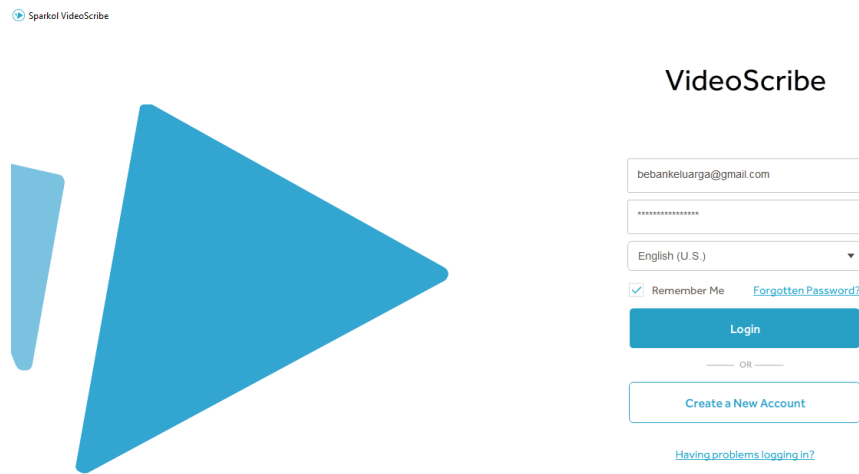 Sparkol VideoScribe
VideoScribe
bebankeluarga@gmail.com
****************
English (U.S.)
Remember Me
Forgotten Password?
Login
OR
Create a New Account
Having problems logging in?